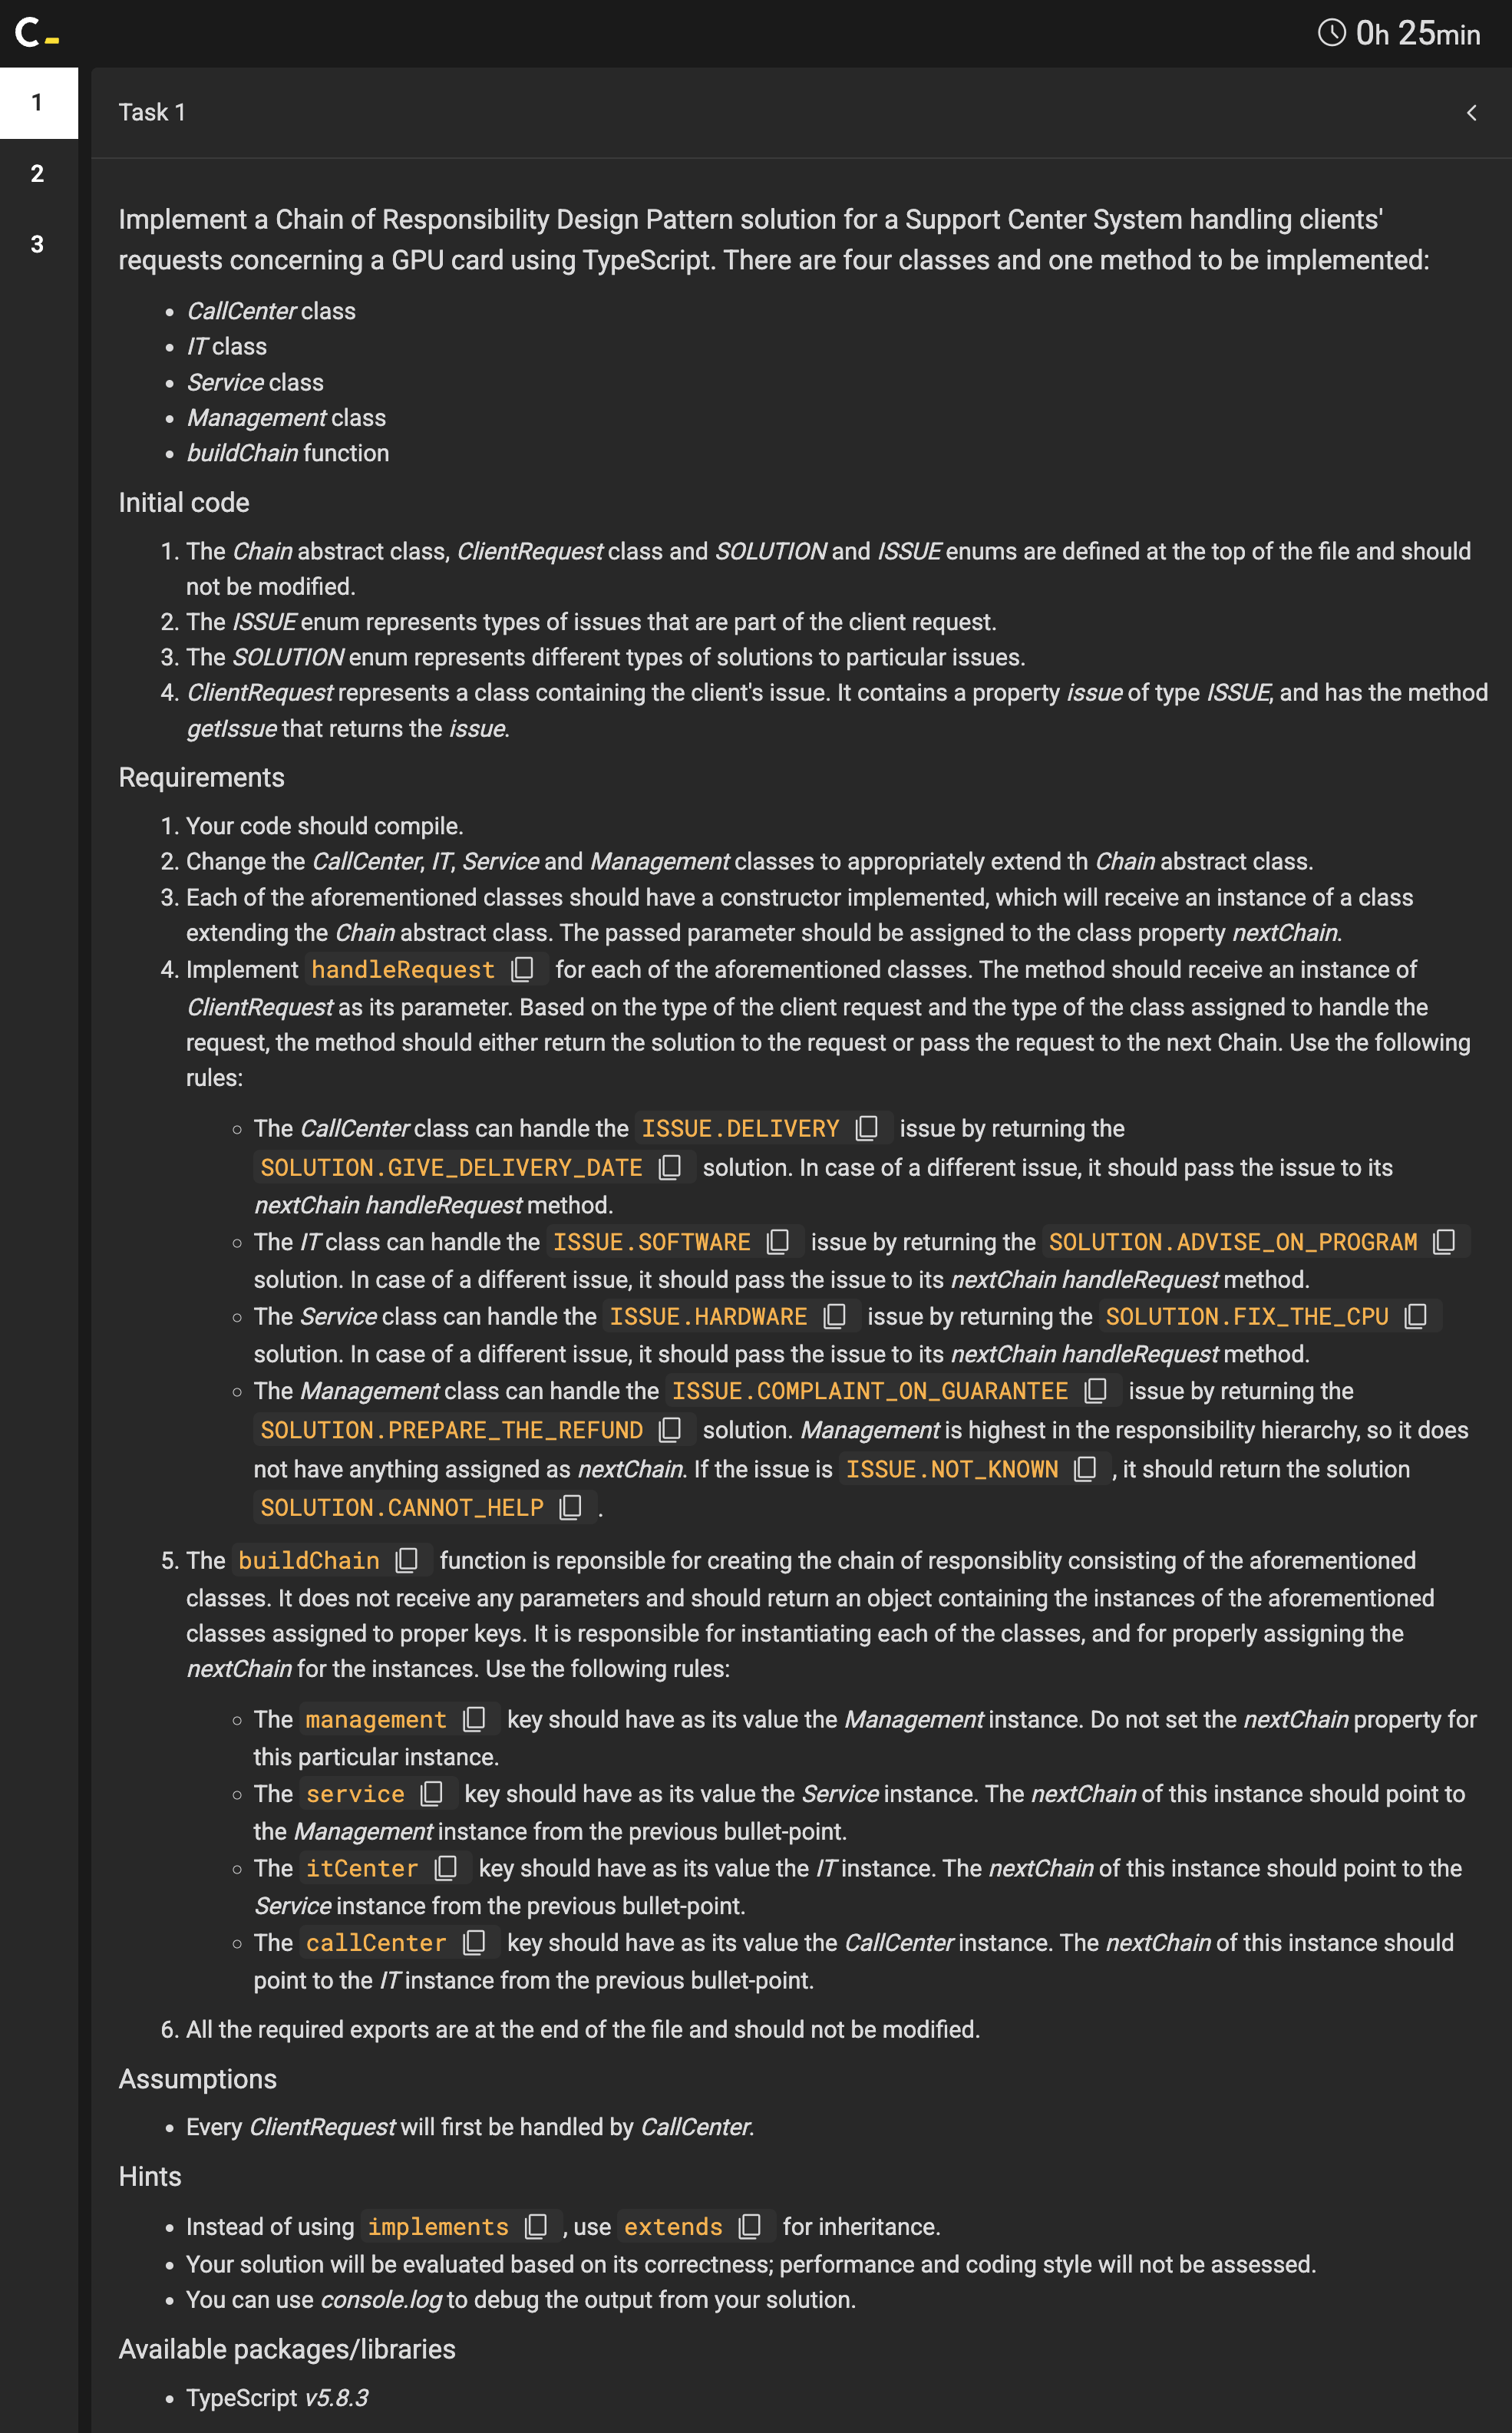 C_
0h 25min
1
2
3
Task 1
Implement a Chain of Responsibility Design Pattern solution for a Support Center System handling clients'
requests concerning a GPU card using TypeScript. There are four classes and one method to be implemented:
• CallCenter class
• IT class
• Service class
• Management class
• buildChain function
Initial code
1. The Chain abstract class, ClientRequest class and SOLUTION and ISSUE enums are defined at the top of the file and should
not be modified.
2. The ISSUE enum represents types of issues that are part of the client request.
3. The SOLUTION enum represents different types of solutions to particular issues.
4. ClientRequest represents a class containing the client's issue. It contains a property issue of type ISSUE, and has the method
getIssue that returns the issue.
Requirements
1. Your code should compile.
2. Change the CallCenter, IT, Service and Management classes to appropriately extend th Chain abstract class.
3. Each of the aforementioned classes should have a constructor implemented, which will receive an instance of a class
extending the Chain abstract class. The passed parameter should be assigned to the class property nextChain.
4. Implement handleRequest for each of the aforementioned classes. The method should receive an instance of
ClientRequest as its parameter. Based on the type of the client request and the type of the class assigned to handle the
request, the method should either return the solution to the request or pass the request to the next Chain. Use the following
rules:
○ The CallCenter class can handle the ISSUE.DELIVERY issue by returning the
SOLUTION.GIVE_DELIVERY_DATE solution. In case of a different issue, it should pass the issue to its
nextChain handleRequest method.
○ The IT class can handle the ISSUE.SOFTWARE issue by returning the SOLUTION.ADVISE_ON_PROGRAM
solution. In case of a different issue, it should pass the issue to its nextChain handleRequest method.
○ The Service class can handle the ISSUE.HARDWARE issue by returning the SOLUTION.FIX_THE_CPU
solution. In case of a different issue, it should pass the issue to its nextChain handleRequest method.
○ The Management class can handle the ISSUE.COMPLAINT_ON_GUARANTEE issue by returning the
SOLUTION.PREPARE_THE_REFUND solution. Management is highest in the responsibility hierarchy, so it does
not have anything assigned as nextChain. If the issue is ISSUE.NOT_KNOWN , it should return the solution
SOLUTION.CANNOT_HELP .
5. The buildChain function is reponsible for creating the chain of responsiblity consisting of the aforementioned
classes. It does not receive any parameters and should return an object containing the instances of the aforementioned
classes assigned to proper keys. It is responsible for instantiating each of the classes, and for properly assigning the
nextChain for the instances. Use the following rules:
○ The management key should have as its value the Management instance. Do not set the nextChain property for
this particular instance.
○ The service key should have as its value the Service instance. The nextChain of this instance should point to
the Management instance from the previous bullet-point.
○ The itCenter key should have as its value the IT instance. The nextChain of this instance should point to the
Service instance from the previous bullet-point.
○ The callCenter key should have as its value the CallCenter instance. The nextChain of this instance should
point to the IT instance from the previous bullet-point.
6. All the required exports are at the end of the file and should not be modified.
Assumptions
• Every ClientRequest will first be handled by CallCenter.
Hints
• Instead of using implements , use extends for inheritance.
• Your solution will be evaluated based on its correctness; performance and coding style will not be assessed.
• You can use console.log to debug the output from your solution.
Available packages/libraries
• TypeScript v5.8.3